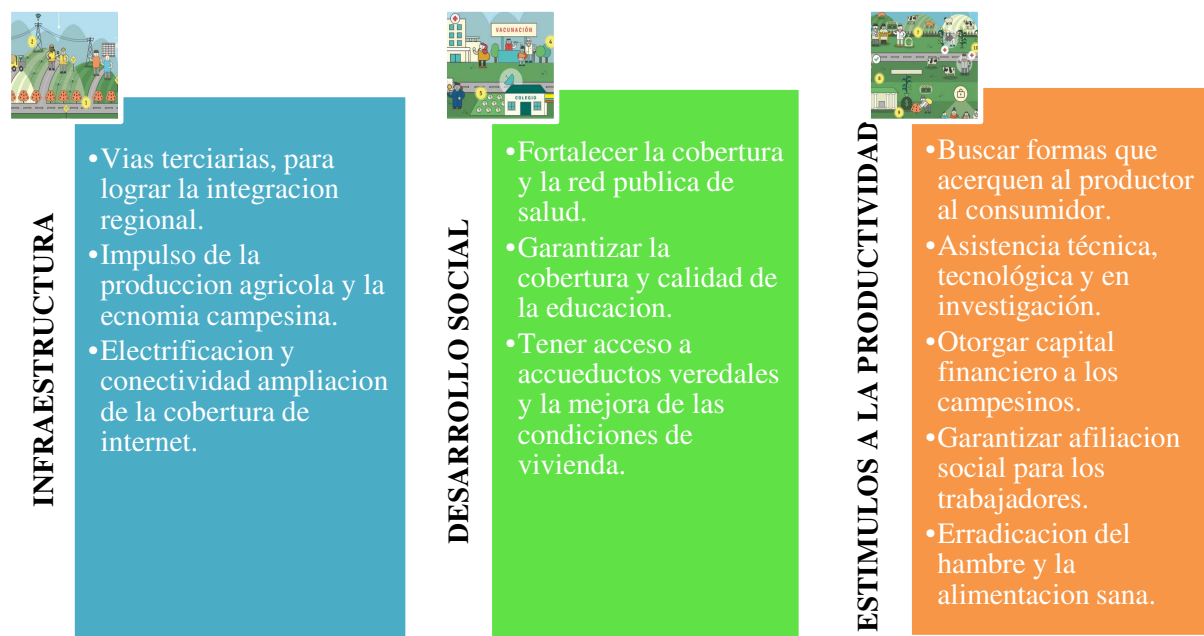 INFRAESTRUCTURA
•Vias terciarias, para
lograr la integracion
regional.
•Impulso de la
produccion agricola y la
ecnomia campesina.
•Electrificacion y
conectividad ampliacion
de la cobertura de
internet.
VACUNACIÓN
COLEGIO
DESARROLLO SOCIAL
•Fortalecer la cobertura
y la red publica de
salud.
•Garantizar la
cobertura y calidad de
la educacion.
•Tener acceso a
accueductos veredales
y la mejora de las
condiciones de
vivienda.
ESTIMULOS A LA PRODUCTIVIDAD
•Buscar formas que
acerquen al productor
al consumidor.
•Asistencia técnica,
tecnológica y en
investigación.
•Otorgar capital
financiero a los
campesinos.
•Garantizar afiliacion
social para los
trabajadores.
•Erradicacion del
hambre y la
alimentacion sana.